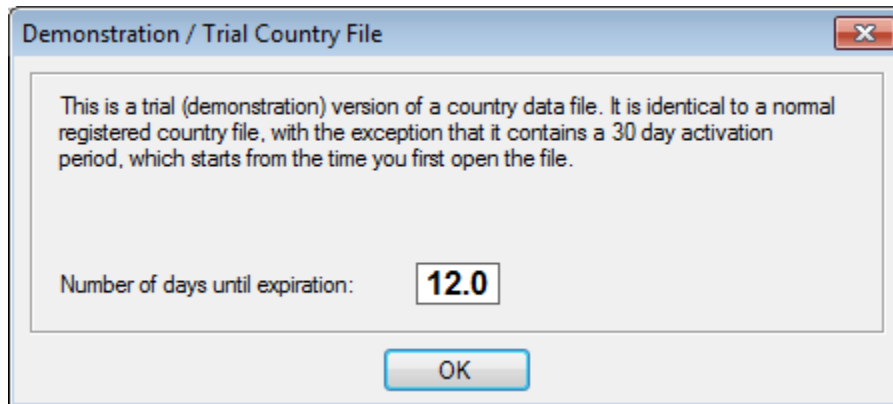 Demonstration / Trial Country File
This is a trial (demonstration) version of a country data file. It is identical to a normal
registered country file, with the exception that it contains a 30 day activation
period, which starts from the time you first open the file.
Number of days until expiration: 12.0
OK